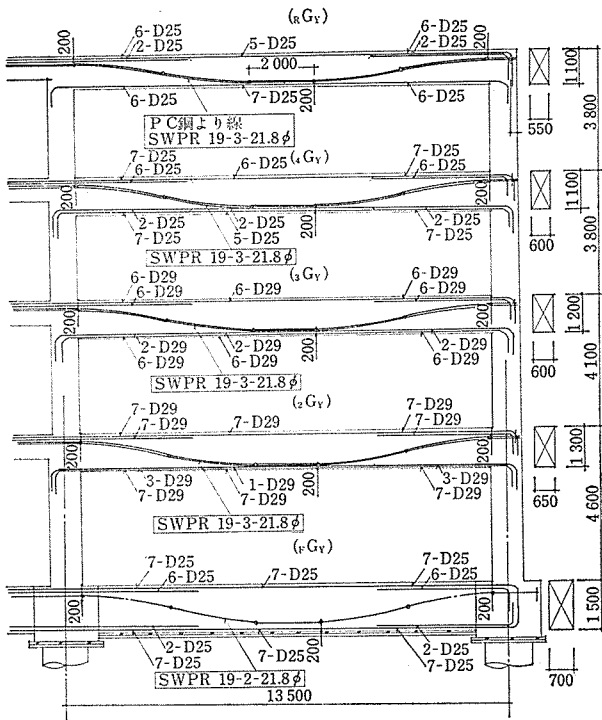 (RGY)
200
6-D25
2-D25
5-D25
6-D25
2-D25
200
2 000
6-D25
7-D25
200
6-D25
550
1100
3 800
PC鋼より線
SWPR 19-3-21.8φ
(4GY)
7-D25
6-D25
6-D25
7-D25
6-D25
200
200
2-D25
7-D25
2-D25
5-D25
200
2-D25
7-D25
600
1100
3 800
SWPR 19-3-21.8φ
(3GY)
6-D29
6-D29
6-D29
6-D29
6-D29
200
200
2-D29
6-D29
2-D29
6-D29
200
2-D29
6-D29
600
1 200
4 100
SWPR 19-3-21.8φ
(2GY)
7-D29
7-D29
7-D29
7-D29
7-D29
200
200
3-D29
7-D29
1-D29
7-D29
200
3-D29
7-D29
650
1 300
4 600
SWPR 19-3-21.8φ
(FGY)
7-D25
6-D25
7-D25
7-D25
6-D25
200
200
2-D25
7-D25
7-D25
200
2-D25
7-D25
700
1 500
SWPR 19-2-21.8φ
13 500